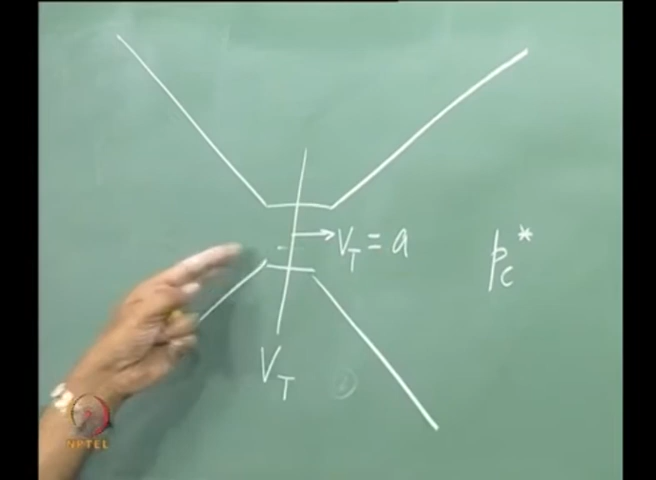 V_T = a
p_c*
V_T
NPTEL